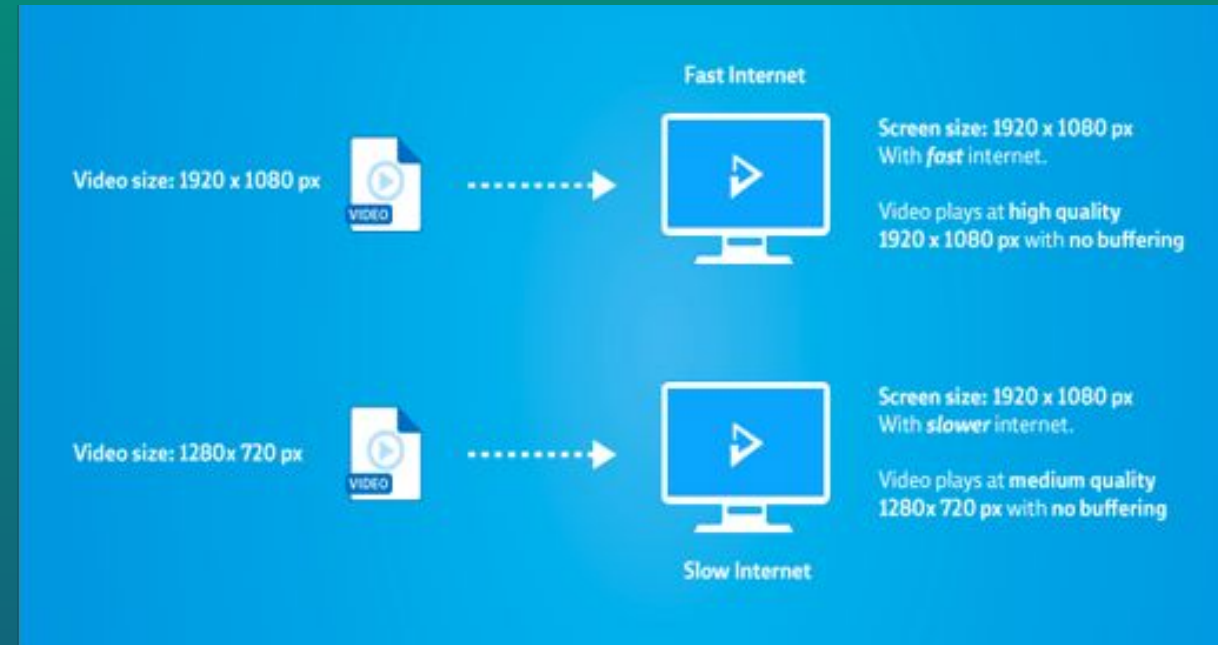 Fast Internet
Video size: 1920 x 1080 px
VIDEO
Screen size: 1920 x 1080 px
With fast internet.
Video plays at high quality
1920 x 1080 px with no buffering
Video size: 1280x 720 px
VIDEO
Screen size: 1920 x 1080 px
With slower internet.
Video plays at medium quality
1280x 720 px with no buffering
Slow Internet